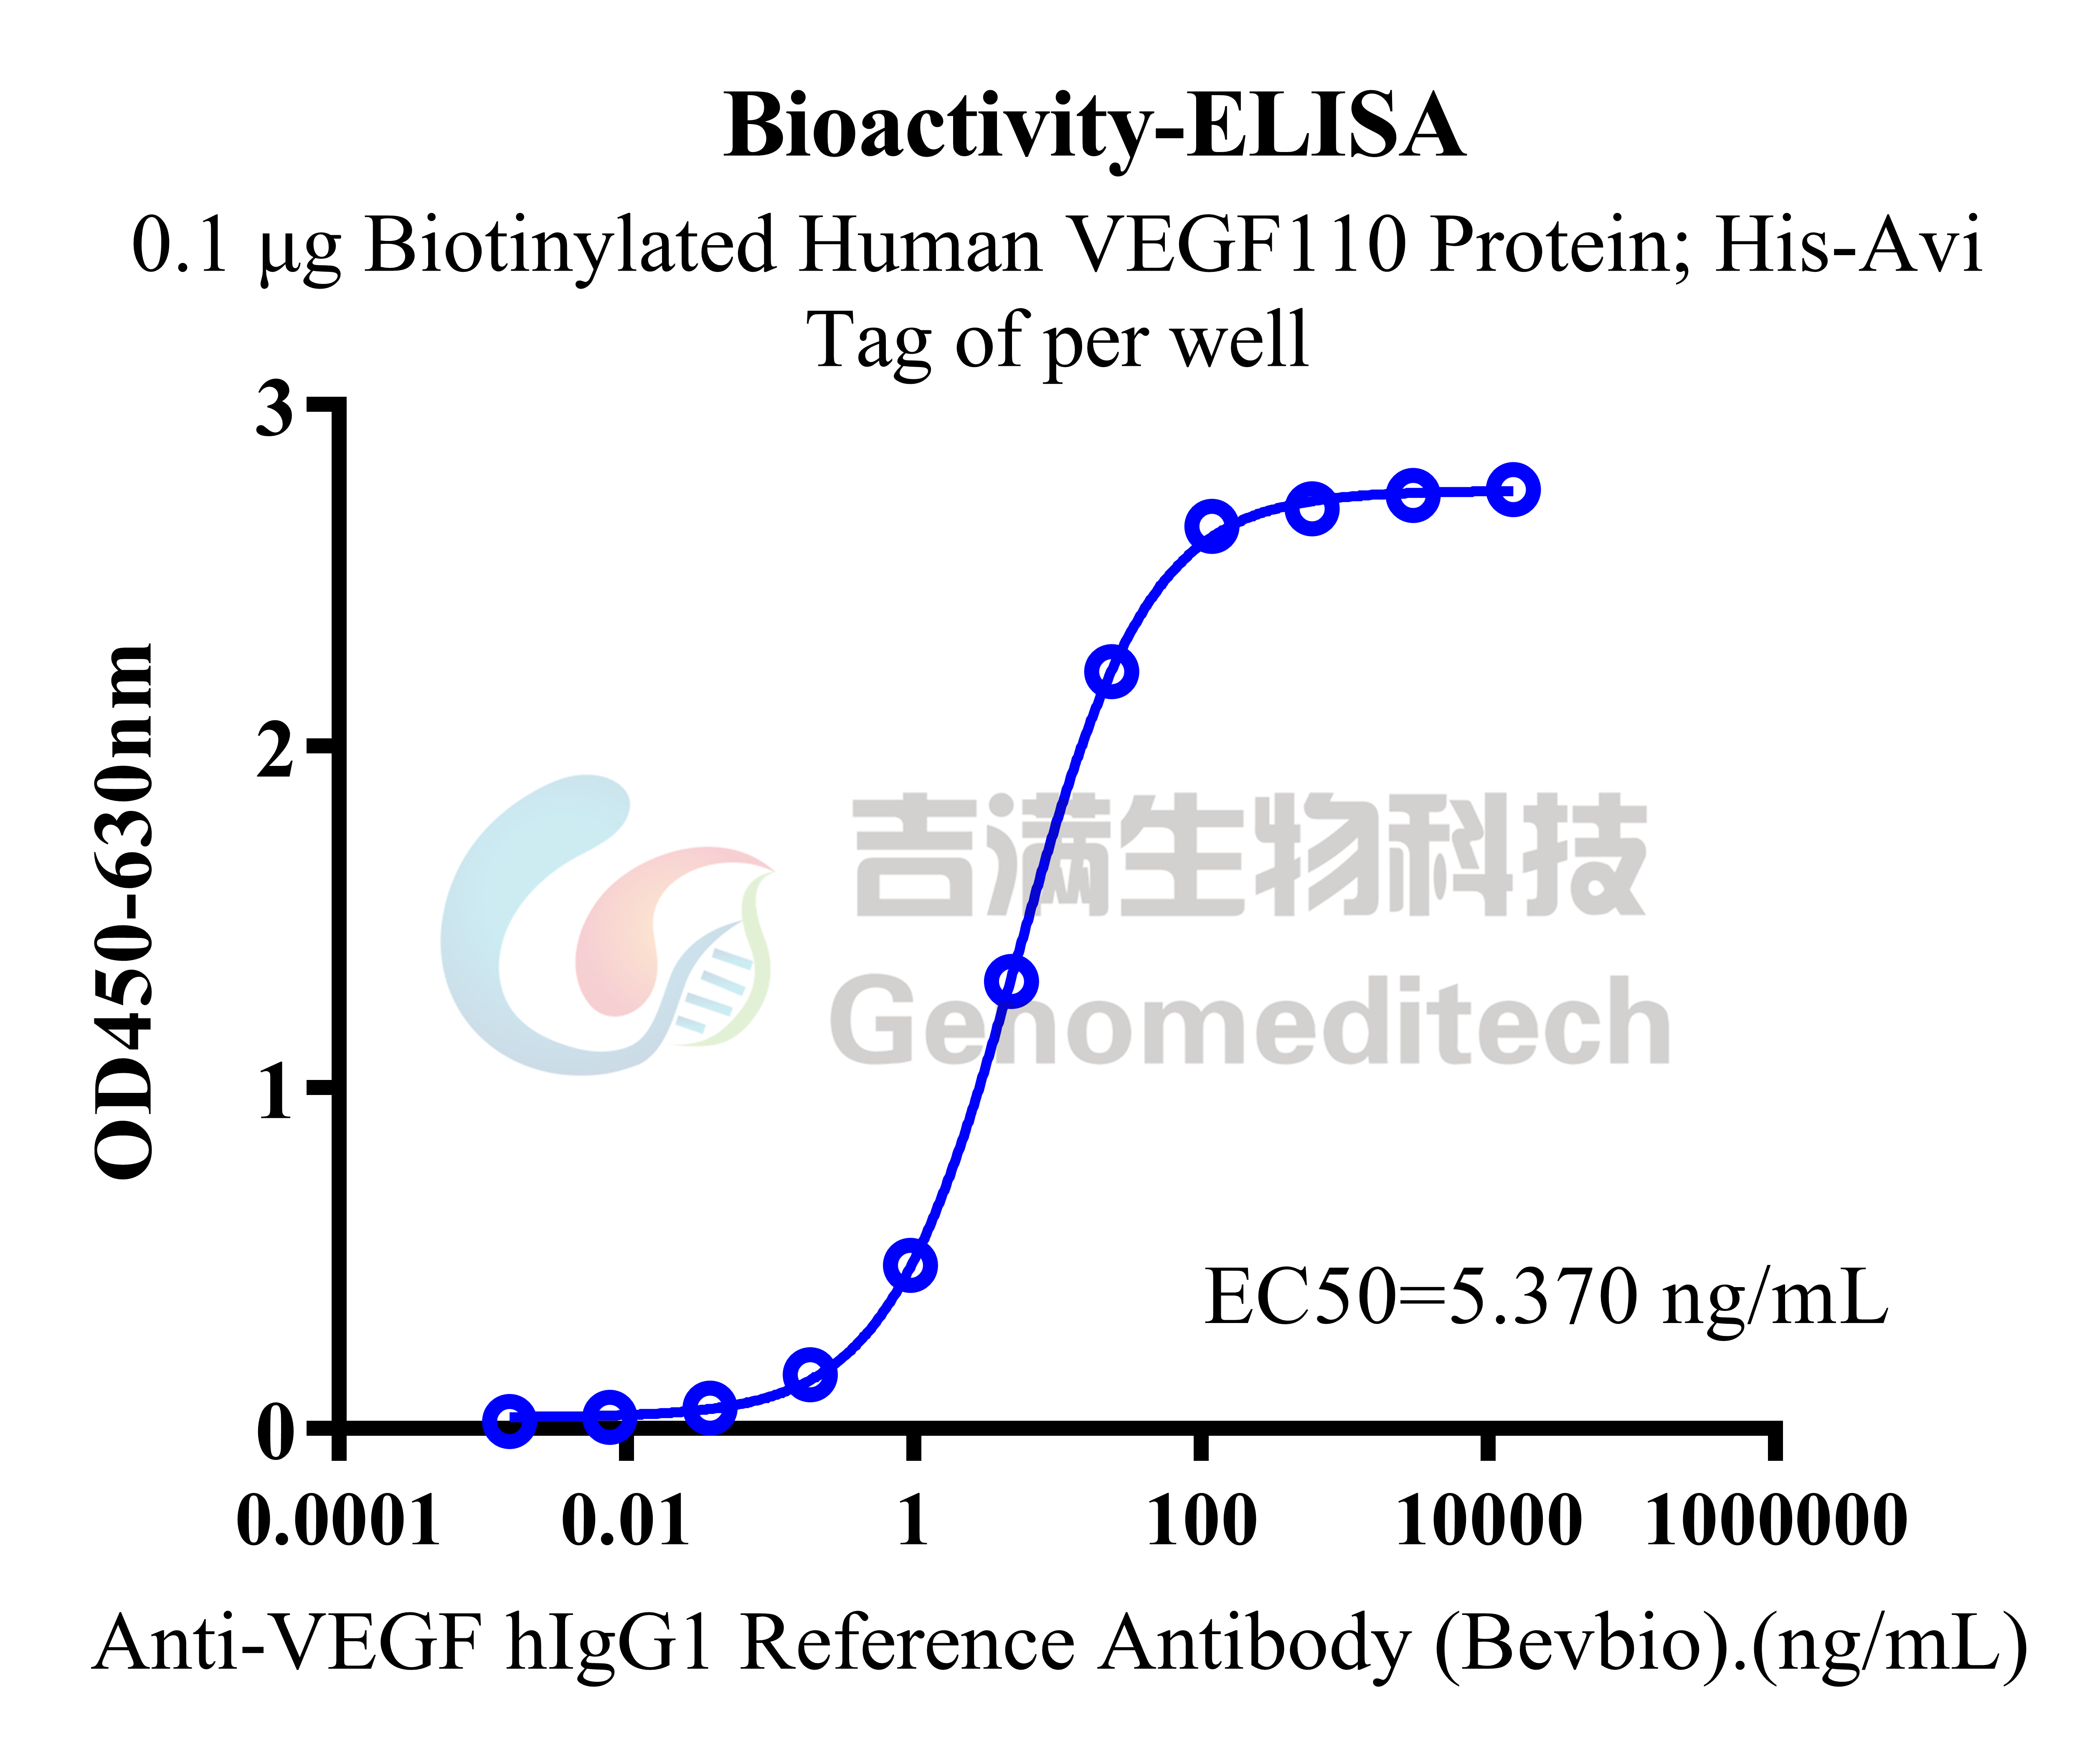 Bioactivity-ELISA
0.1 μg Biotinylated Human VEGF110 Protein; His-Avi
Tag of per well
3
2
1
0
OD450-630nm
吉满生物科技
Genomeditech
EC50=5.370 ng/mL
0.0001 0.01 1 100 10000 1000000
Anti-VEGF hIgG1 Reference Antibody (Bevbio).(ng/mL)